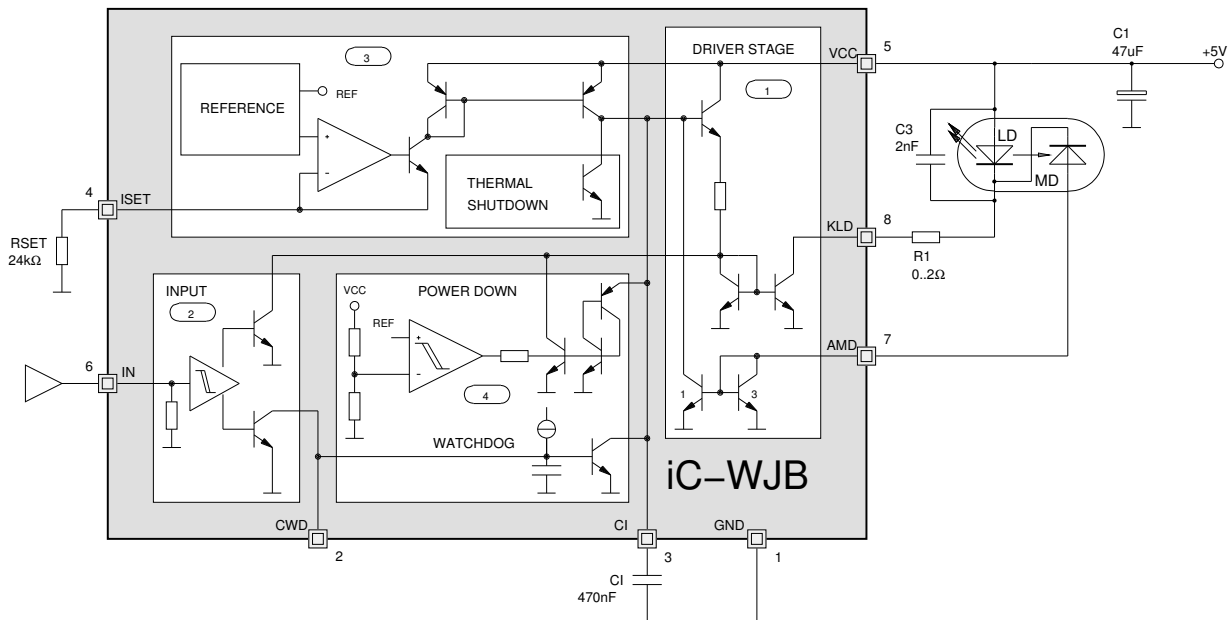 C1
47uF
+5V
5
VCC
DRIVER STAGE
1
3
REFERENCE
REF
+
-
C3
2nF
LD
MD
THERMAL
SHUTDOWN
4
ISET
RSET
24kΩ
KLD
8
R1
0..2Ω
INPUT
2
VCC
POWER DOWN
REF
+
-
4
6
IN
AMD
7
1
3
WATCHDOG
iC–WJB
CWD
2
CI
3
GND
1
CI
470nF